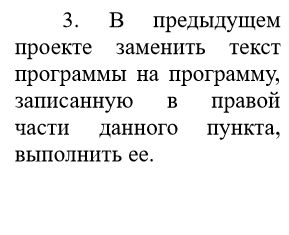 3. В предыдущем
проекте заменить текст
программы на программу,
записанную в правой
части данного пункта,
выполнить ее.